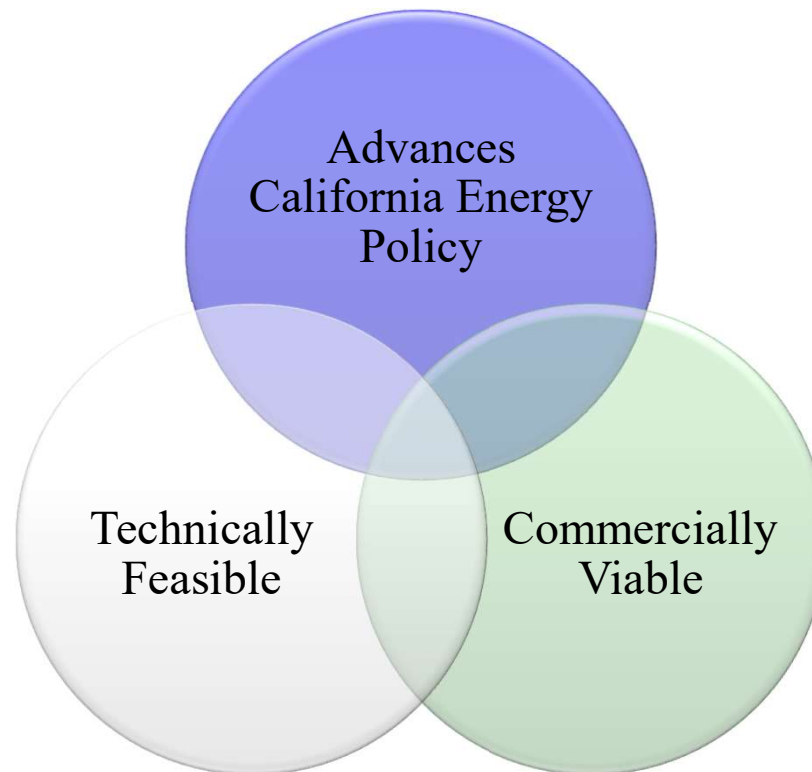 Advances
California Energy
Policy
Technically
Feasible
Commercially
Viable